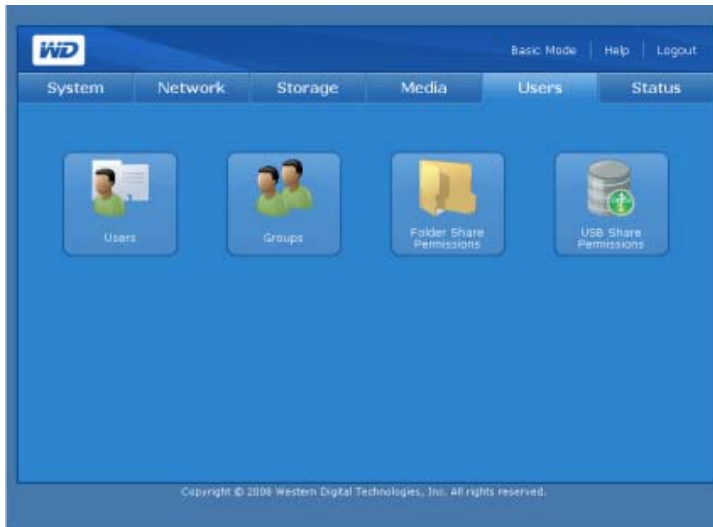 WD
Basic Mode | Help | Logout
System Network Storage Media Users Status
Users
Groups
Folder Share
Permissions
USB Share
Permissions
Copyright © 2008 Western Digital Technologies, Inc. All rights reserved.